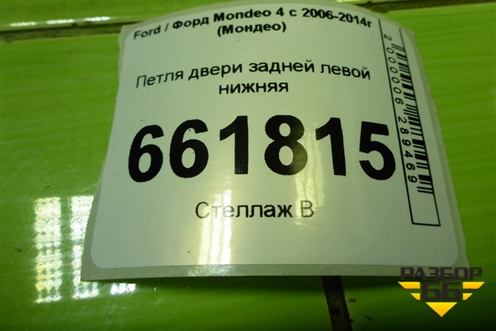 Ford / Форд Mondeo 4 с 2006-2014г
(Мондео)
Петля двери задней левой
нижняя
661815
Стеллаж В
2000006289469
РАЗБОР
66